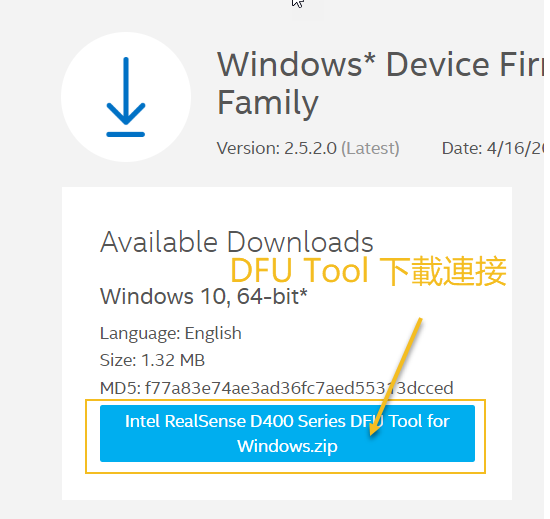 Windows* Device
Family
Version: 2.5.2.0 (Latest) Date: 4/16/20
Available Downloads
DFU Tool 下載連接
Windows 10, 64-bit*
Language: English
Size: 1.32 MB
MD5: f77a83e74ae3ad36fc7aed55313dcced
Intel RealSense D400 Series DFU Tool for
Windows.zip